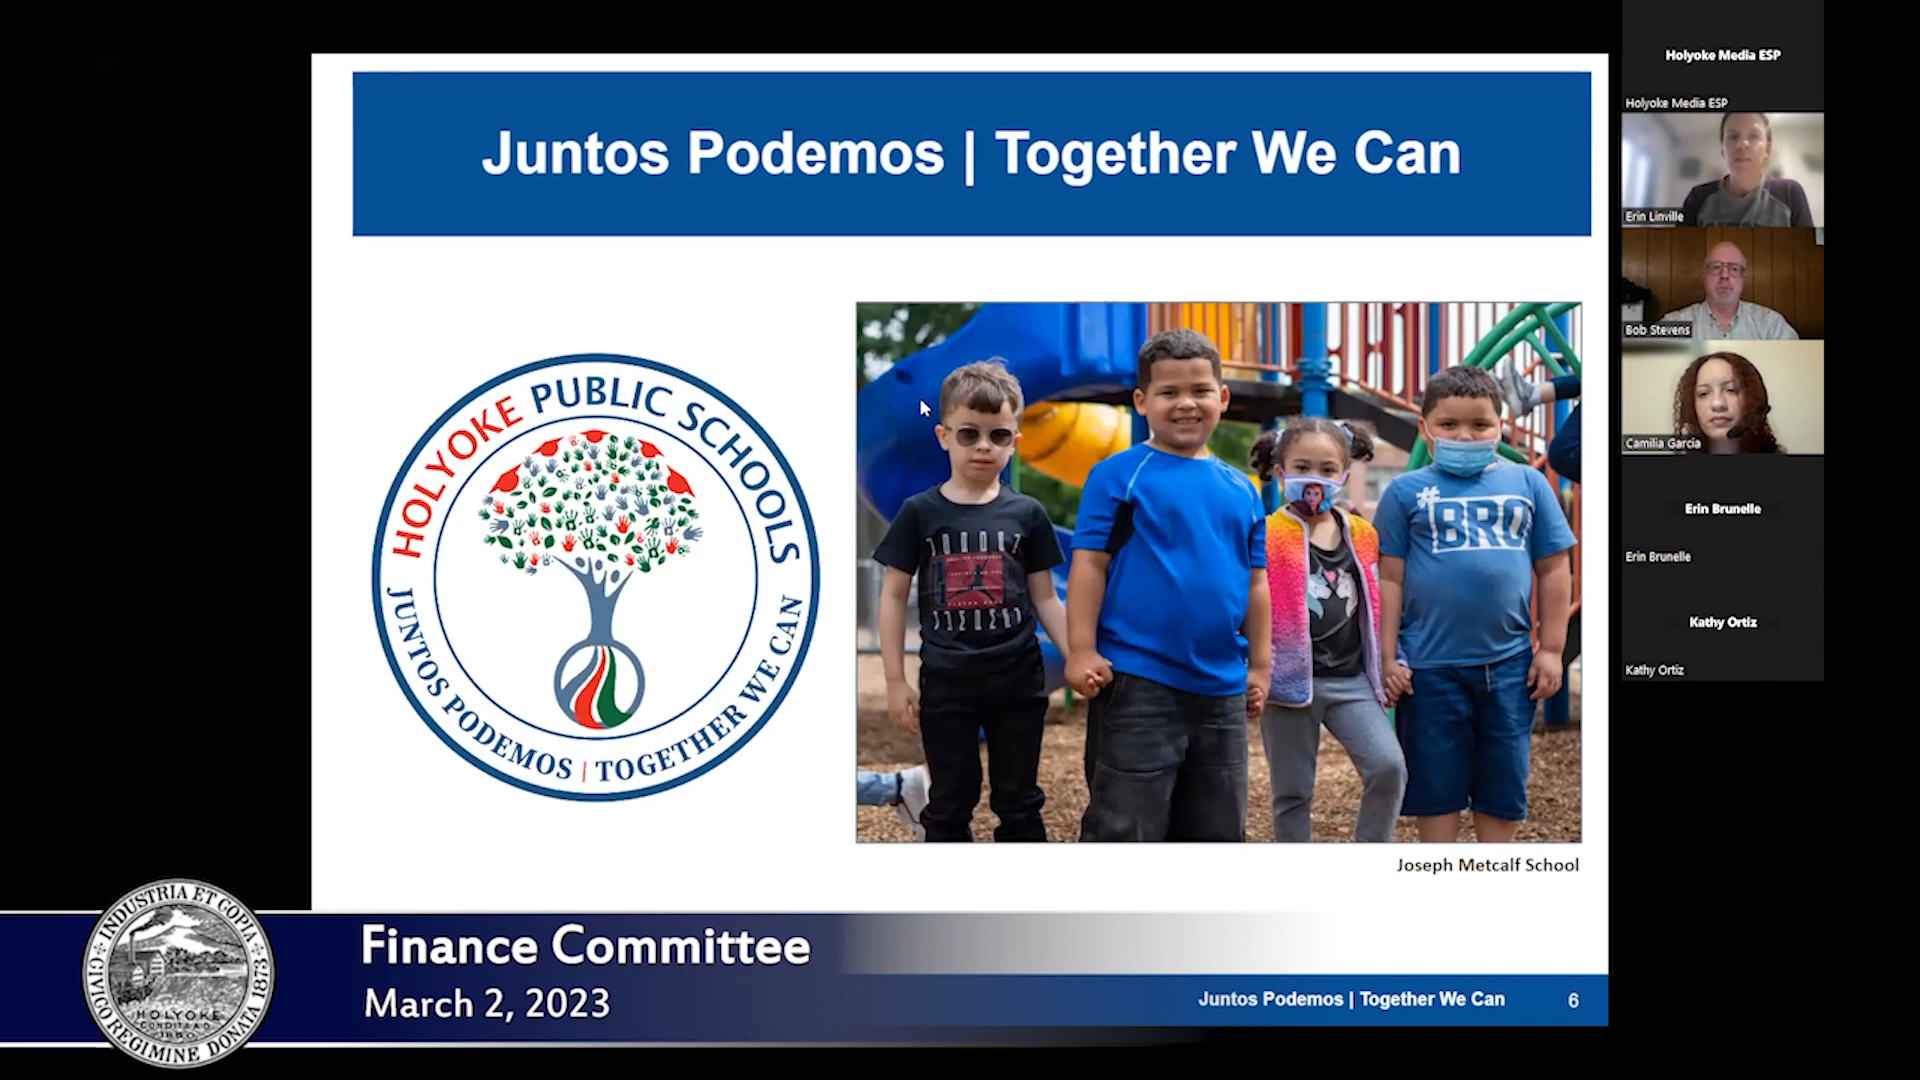 Juntos Podemos | Together We Can
HOLYOKE PUBLIC SCHOOLS
JUNTOS PODEMOS | TOGETHER WE CAN
#BRO
Joseph Metcalf School
Juntos Podemos | Together We Can
6
Finance Committee
March 2, 2023
INDUSTRIA ET COPIA
1873
CIVICO REGIMINE DONATA
HOLYOKE
Holyoke Media ESP
Holyoke Media ESP
Erin Linville
Bob Stevens
Camilia Garcia
Erin Brunelle
Erin Brunelle
Kathy Ortiz
Kathy Ortiz